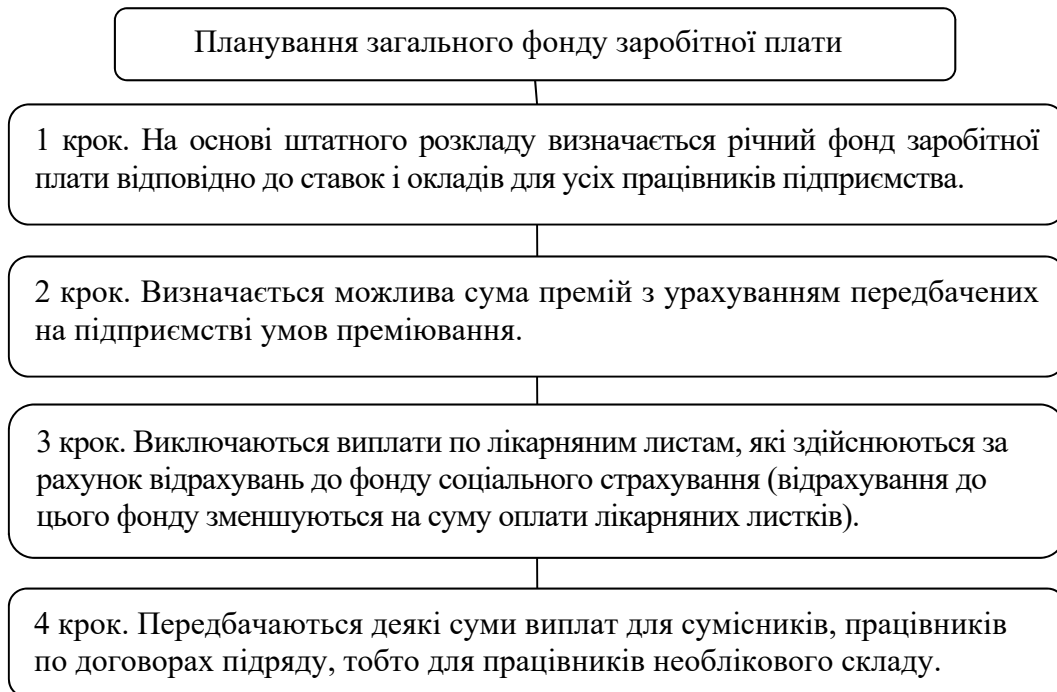 Планування загального фонду заробітної плати
1 крок. На основі штатного розкладу визначається річний фонд заробітної
плати відповідно до ставок і окладів для усіх працівників підприємства.
2 крок. Визначається можлива сума премій з урахуванням передбачених
на підприємстві умов преміювання.
3 крок. Виключаються виплати по лікарняним листам, які здійснюються за
рахунок відрахувань до фонду соціального страхування (відрахування до
цього фонду зменшуються на суму оплати лікарняних листків).
4 крок. Передбачаються деякі суми виплат для сумісників, працівників
по договорах підряду, тобто для працівників необлікового складу.